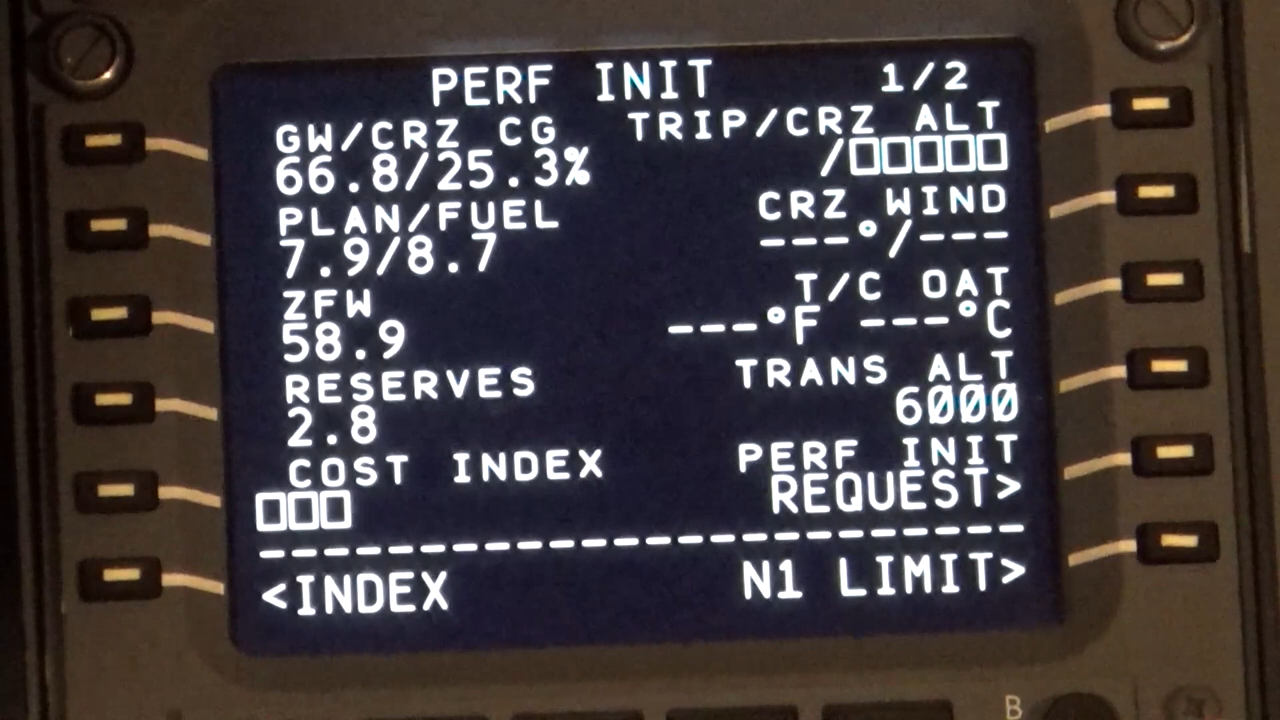 PERF INIT 1/2
GW/CRZ CG TRIP/CRZ ALT
66.8/25.3% /□□□□□
PLAN/FUEL CRZ WIND
7.9/8.7 ---°/---
ZFW T/C OAT
58.9 ---°F ---°C
RESERVES TRANS ALT
2.8 6000
COST INDEX PERF INIT
□□□ REQUEST>
------------------------
<INDEX N1 LIMIT>
B